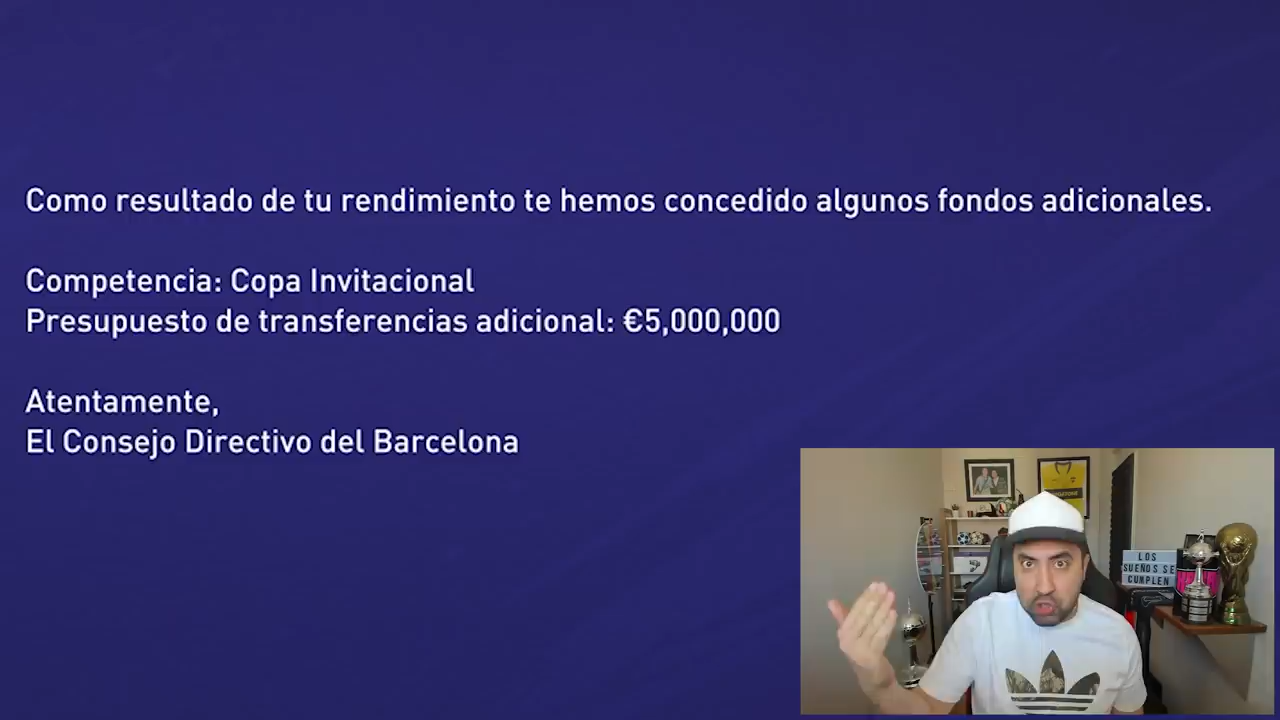 Como resultado de tu rendimiento te hemos concedido algunos fondos adicionales.
Competencia: Copa Invitacional
Presupuesto de transferencias adicional: €5,000,000
Atentamente,
El Consejo Directivo del Barcelona
LOS
SUEÑOS SE
CUMPLEN